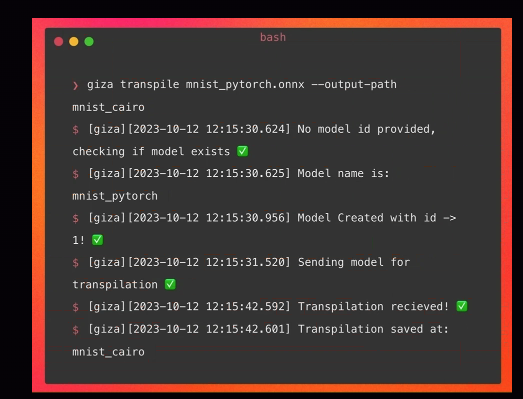 bash
❯ giza transpile mnist_pytorch.onnx --output-path
mnist_cairo
$ [giza][2023-10-12 12:15:30.624] No model id provided,
checking if model exists ✅
$ [giza][2023-10-12 12:15:30.625] Model name is:
mnist_pytorch
$ [giza][2023-10-12 12:15:30.956] Model Created with id ->
1! ✅
$ [giza][2023-10-12 12:15:31.520] Sending model for
transpilation ✅
$ [giza][2023-10-12 12:15:42.592] Transpilation recieved! ✅
$ [giza][2023-10-12 12:15:42.601] Transpilation saved at:
mnist_cairo